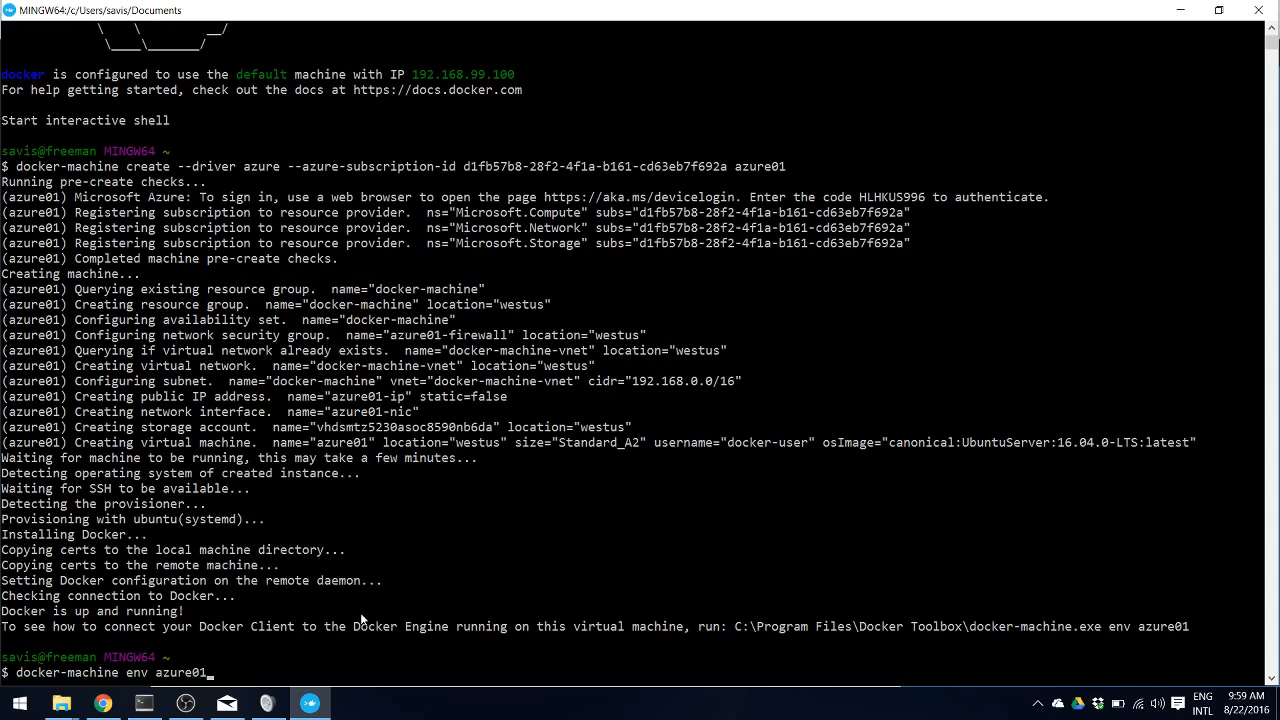 MINGW64:/c/Users/savis/Documents
\    \       __/
\____\_______/
docker is configured to use the default machine with IP 192.168.99.100
For help getting started, check out the docs at https://docs.docker.com
Start interactive shell
savis@freeman MINGW64 ~
$ docker-machine create --driver azure --azure-subscription-id d1fb57b8-28f2-4f1a-b161-cd63eb7f692a azure01
Running pre-create checks...
(azure01) Microsoft Azure: To sign in, use a web browser to open the page https://aka.ms/devicelogin. Enter the code HLHKUS996 to authenticate.
(azure01) Registering subscription to resource provider.  ns="Microsoft.Compute" subs="d1fb57b8-28f2-4f1a-b161-cd63eb7f692a"
(azure01) Registering subscription to resource provider.  ns="Microsoft.Network" subs="d1fb57b8-28f2-4f1a-b161-cd63eb7f692a"
(azure01) Registering subscription to resource provider.  ns="Microsoft.Storage" subs="d1fb57b8-28f2-4f1a-b161-cd63eb7f692a"
(azure01) Completed machine pre-create checks.
Creating machine...
(azure01) Querying existing resource group.  name="docker-machine"
(azure01) Creating resource group.  name="docker-machine" location="westus"
(azure01) Configuring availability set.  name="docker-machine"
(azure01) Configuring network security group.  name="azure01-firewall" location="westus"
(azure01) Querying if virtual network already exists.  name="docker-machine-vnet" location="westus"
(azure01) Creating virtual network.  name="docker-machine-vnet" location="westus"
(azure01) Configuring subnet.  name="docker-machine" vnet="docker-machine-vnet" cidr="192.168.0.0/16"
(azure01) Creating public IP address.  name="azure01-ip" static=false
(azure01) Creating network interface.  name="azure01-nic"
(azure01) Creating storage account.  name="vhdsmtz5230asoc8590nb6da" location="westus"
(azure01) Creating virtual machine.  name="azure01" location="westus" size="Standard_A2" username="docker-user" osImage="canonical:UbuntuServer:16.04.0-LTS:latest"
Waiting for machine to be running, this may take a few minutes...
Detecting operating system of created instance...
Waiting for SSH to be available...
Detecting the provisioner...
Provisioning with ubuntu(systemd)...
Installing Docker...
Copying certs to the local machine directory...
Copying certs to the remote machine...
Setting Docker configuration on the remote daemon...
Checking connection to Docker...
Docker is up and running!
To see how to connect your Docker Client to the Docker Engine running on this virtual machine, run: C:\Program Files\Docker Toolbox\docker-machine.exe env azure01
savis@freeman MINGW64 ~
$ docker-machine env azure01
ENG 9:59 AM
INTL 8/22/2016